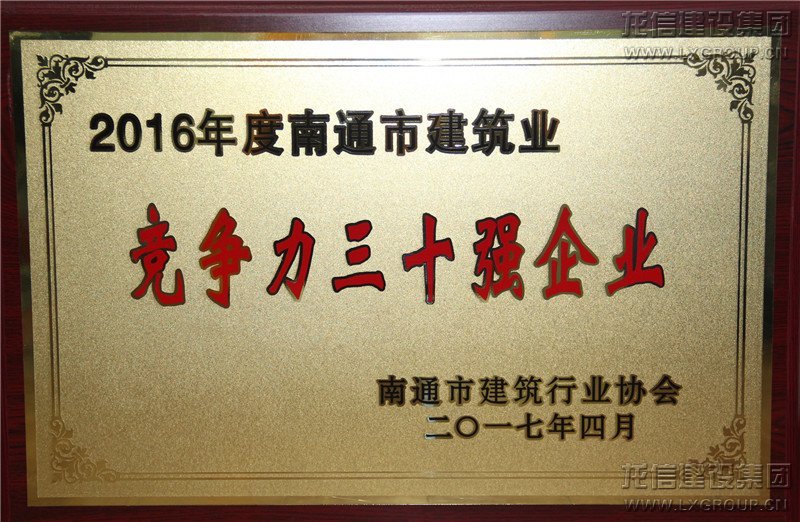 龙信建设集团
WWW.LXGROUP.CN
2016年度南通市建筑业
竞争力三十强企业
南通市建筑行业协会
二〇一七年四月
龙信建设集团
WWW.LXGROUP.CN